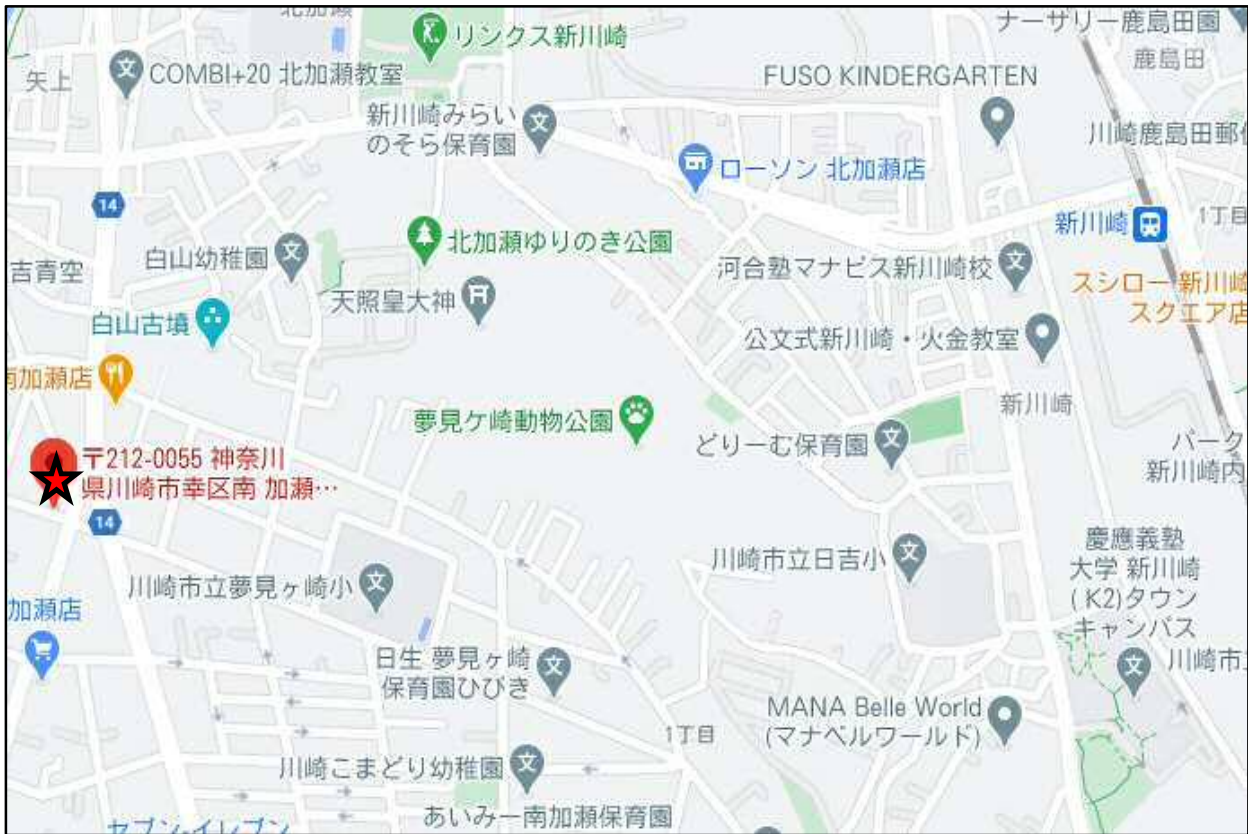 北加瀬
リンクス新川崎
ナーサリー鹿島田園
鹿島田
矢上
COMBI+20 北加瀬教室
FUSO KINDERGARTEN
新川崎みらい
のそら保育園
川崎鹿島田郵
ローソン 北加瀬店
14
新川崎
1丁目
吉青空
白山幼稚園
北加瀬ゆりのき公園
河合塾マナビス新川崎校
天照皇大神
スシロー 新川崎
スクエア店
白山古墳
公文式新川崎・火金教室
南加瀬店
夢見ケ崎動物公園
新川崎
どりーむ保育園
パーク
新川崎内
〒212-0055 神奈川
県川崎市幸区南 加瀬…
14
川崎市立日吉小
慶應義塾
大学 新川崎
(K2)タウン
キャンパス
川崎市立夢見ヶ崎小
加瀬店
日生 夢見ヶ崎
保育園ひびき
川崎市
MANA Belle World
(マナベルワールド)
1丁目
川崎こまどり幼稚園
あいみー南加瀬保育園
セブン-イレブン